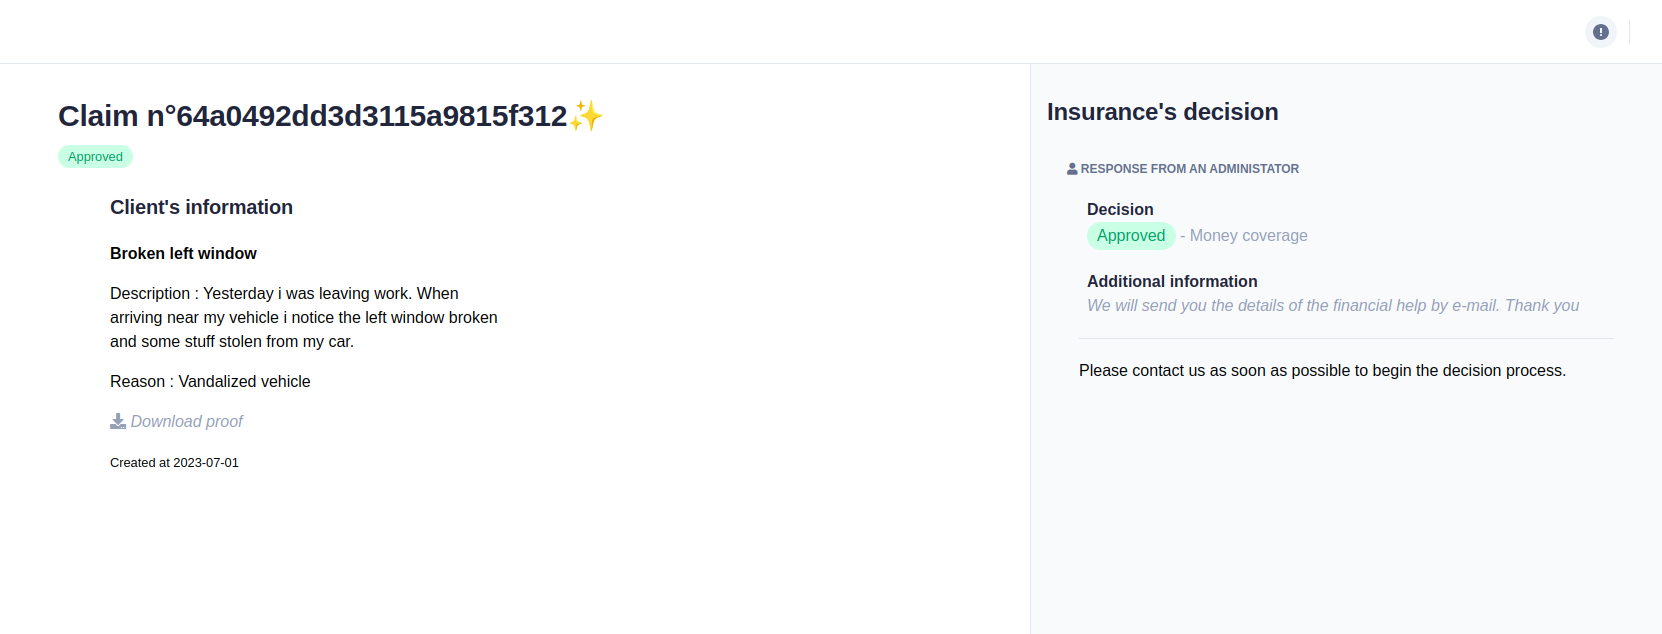 Claim n°64a0492dd3d3115a9815f312✨
Approved
Client's information
Broken left window
Description : Yesterday i was leaving work. When
arriving near my vehicle i notice the left window broken
and some stuff stolen from my car.
Reason : Vandalized vehicle
Download proof
Created at 2023-07-01
Insurance's decision
RESPONSE FROM AN ADMINISTATOR
Decision
Approved - Money coverage
Additional information
We will send you the details of the financial help by e-mail. Thank you
Please contact us as soon as possible to begin the decision process.